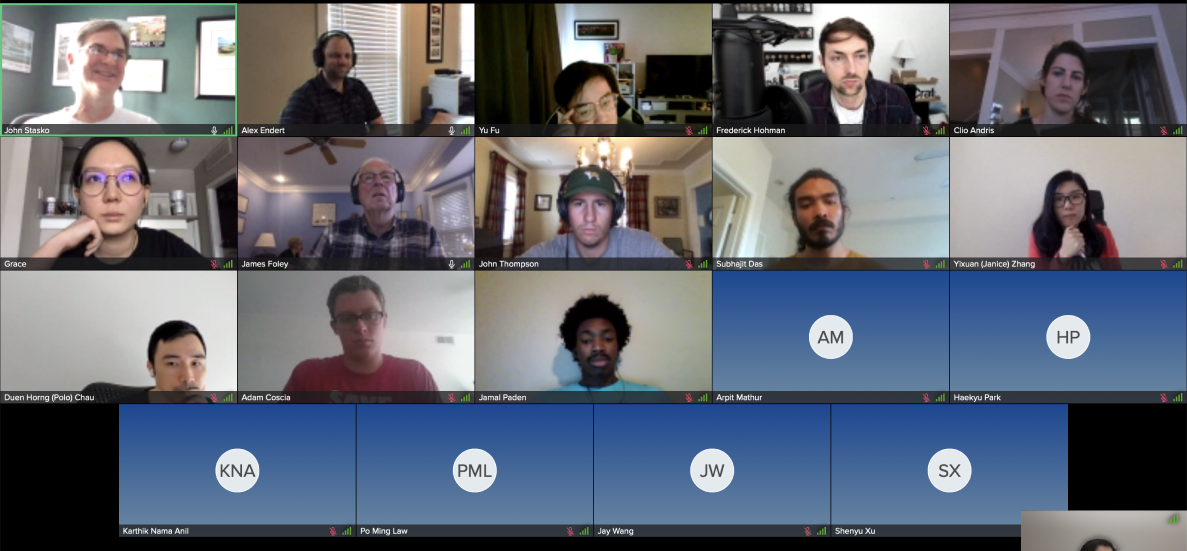 John Stasko
Alex Endert
Yu Fu
Frederick Hohman
Clio Andris
Grace
James Foley
John Thompson
Subhajit Das
Yixuan (Janice) Zhang
Duen Horng (Polo) Chau
Adam Coscia
Jamal Paden
AM
Arpit Mathur
HP
Haekyu Park
KNA
Karthik Nama Anil
PML
Po Ming Law
JW
Jay Wang
SX
Shenyu Xu